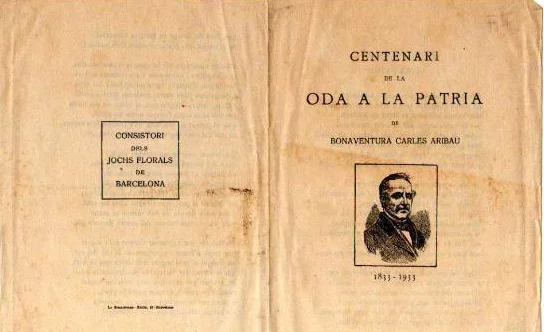 CONSISTORI
DELS
JOCHS FLORALS
DE
BARCELONA
CENTENARI
DE LA
ODA A LA PATRIA
DE
BONAVENTURA CARLES ARIBAU
1833-1933